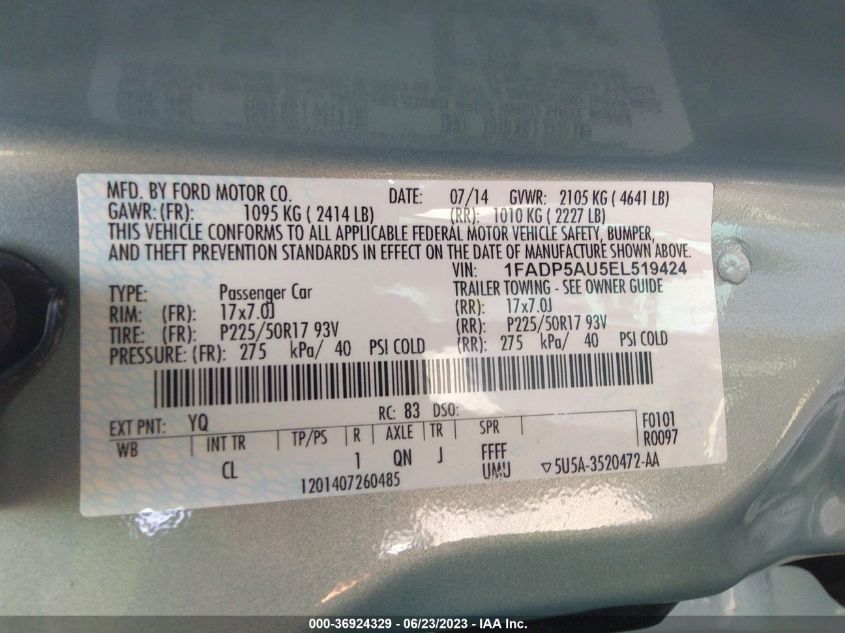 MFD. BY FORD MOTOR CO. DATE: 07/14 GVWR: 2105 KG ( 4641 LB)
GAWR: (FR): 1095 KG ( 2414 LB) (RR): 1010 KG ( 2227 LB)
THIS VEHICLE CONFORMS TO ALL APPLICABLE FEDERAL MOTOR VEHICLE SAFETY, BUMPER,
AND THEFT PREVENTION STANDARDS IN EFFECT ON THE DATE OF MANUFACTURE SHOWN ABOVE.
VIN: 1FADP5AU5EL519424
TYPE: Passenger Car TRAILER TOWING - SEE OWNER GUIDE
RIM: (FR): 17x7.0J (RR): 17x7.0J
TIRE: (FR): P225/50R17 93V (RR): P225/50R17 93V
PRESSURE: (FR): 275 kPa/ 40 PSI COLD (RR): 275 kPa/ 40 PSI COLD
EXT PNT: YQ RC: 83 DSO: F0101
WB INT TR TP/PS R AXLE TR SPR R0097
CL 1 QN J FFFF
UMU ▽5U5A-3520472-AA
1201407260485
000-36924329 - 06/23/2023 - IAA Inc.